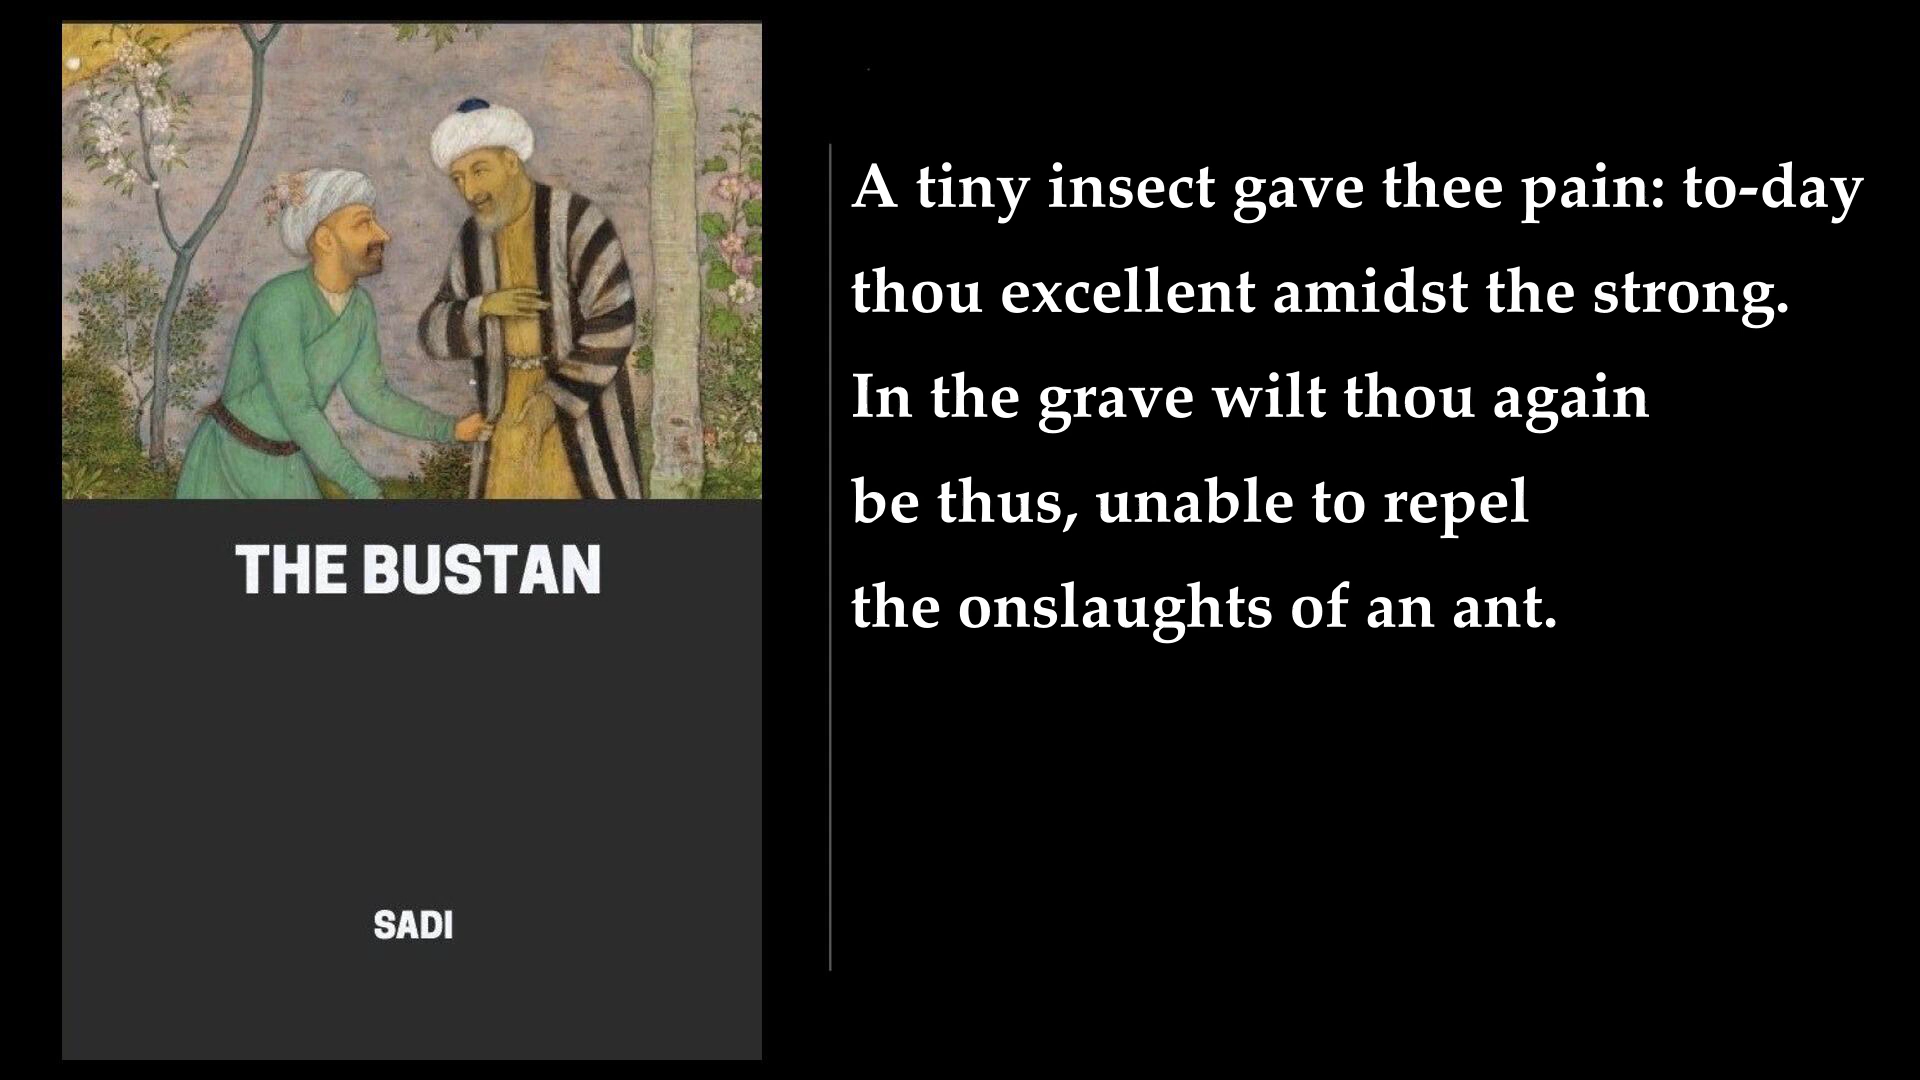 THE BUSTAN
SADI
A tiny insect gave thee pain: to-day
thou excellent amidst the strong.
In the grave wilt thou again
be thus, unable to repel
the onslaughts of an ant.